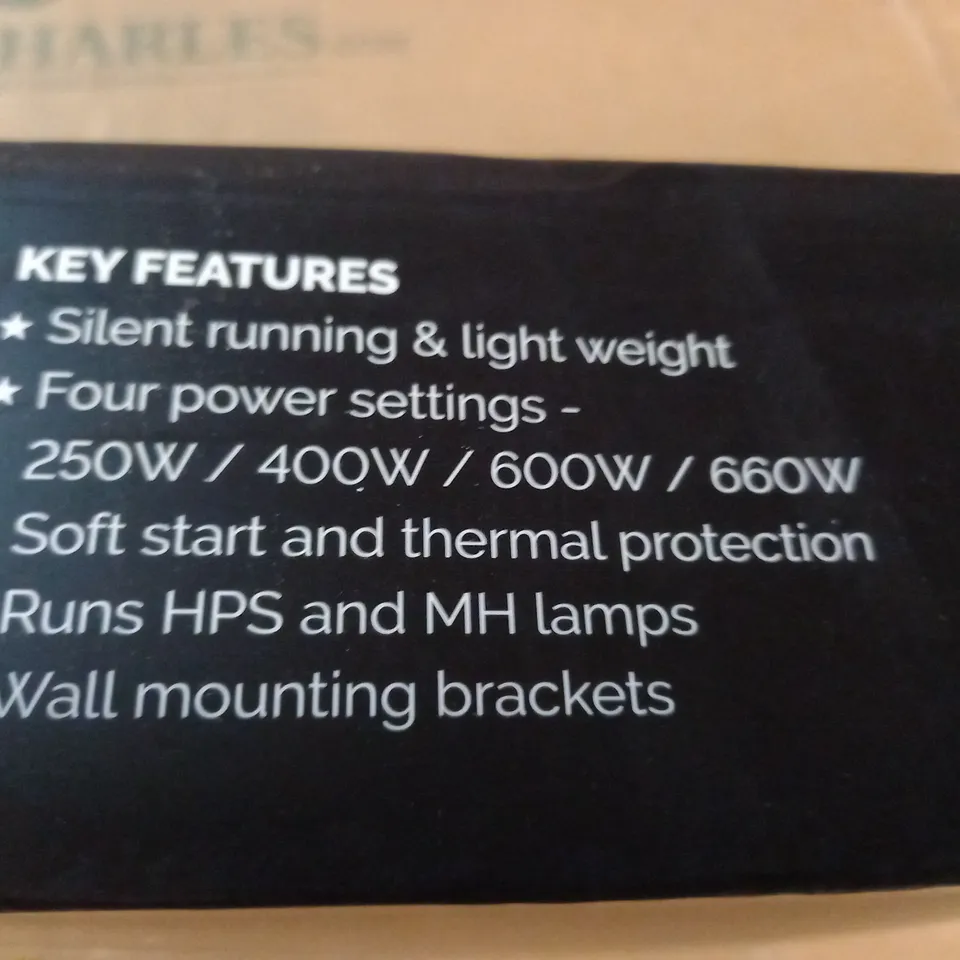 HARLES
KEY FEATURES
★ Silent running & light weight
★ Four power settings -
250W / 400W / 600W / 660W
Soft start and thermal protection
Runs HPS and MH lamps
Wall mounting brackets